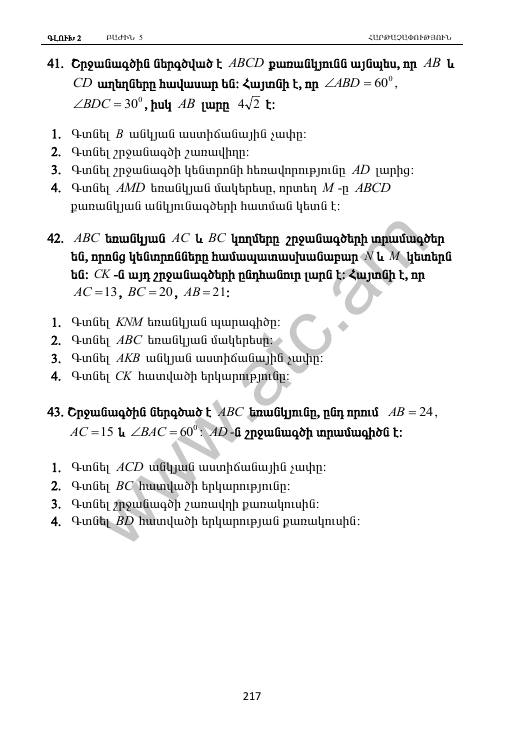 ԳԼՈՒԽ 2 ԲԱԺԻՆ 5 ՀԱՐԹԱՉԱՓՈՒԹՅՈՒՆ
41. Շրջանագծին ներգծված է ABCD քառանկյունն այնպես, որ AB և
CD աղեղները հավասար են: Հայտնի է, որ ∠ABD = 60⁰,
∠BDC = 30⁰, իսկ AB լարը 4√2 է:
1. Գտնել B անկյան աստիճանային չափը:
2. Գտնել շրջանագծի շառավիղը:
3. Գտնել շրջանագծի կենտրոնի հեռավորությունը AD լարից:
4. Գտնել AMD եռանկյան մակերեսը, որտեղ M -ը ABCD
քառանկյան անկյունագծերի հատման կետն է:
42. ABC եռանկյան AC և BC կողմերը շրջանագծերի տրամագծեր
են, որոնց կենտրոնները համապատասխանաբար N և M կետերն
են: CK -ն այդ շրջանագծերի ընդհանուր լարն է: Հայտնի է, որ
AC = 13, BC = 20, AB = 21:
1. Գտնել KNM եռանկյան պարագիծը:
2. Գտնել ABC եռանկյան մակերեսը:
3. Գտնել AKB անկյան աստիճանային չափը:
4. Գտնել CK հատվածի երկարությունը:
43. Շրջանագծին ներգծած է ABC եռանկյունը, ընդ որում AB = 24,
AC = 15 և ∠BAC = 60⁰: AD -ն շրջանագծի տրամագիծն է:
1. Գտնել ACD անկյան աստիճանային չափը:
2. Գտնել BC հատվածի երկարությունը:
3. Գտնել շրջանագծի շառավղի քառակուսին:
4. Գտնել BD հատվածի երկարության քառակուսին:
www.atc.am
217